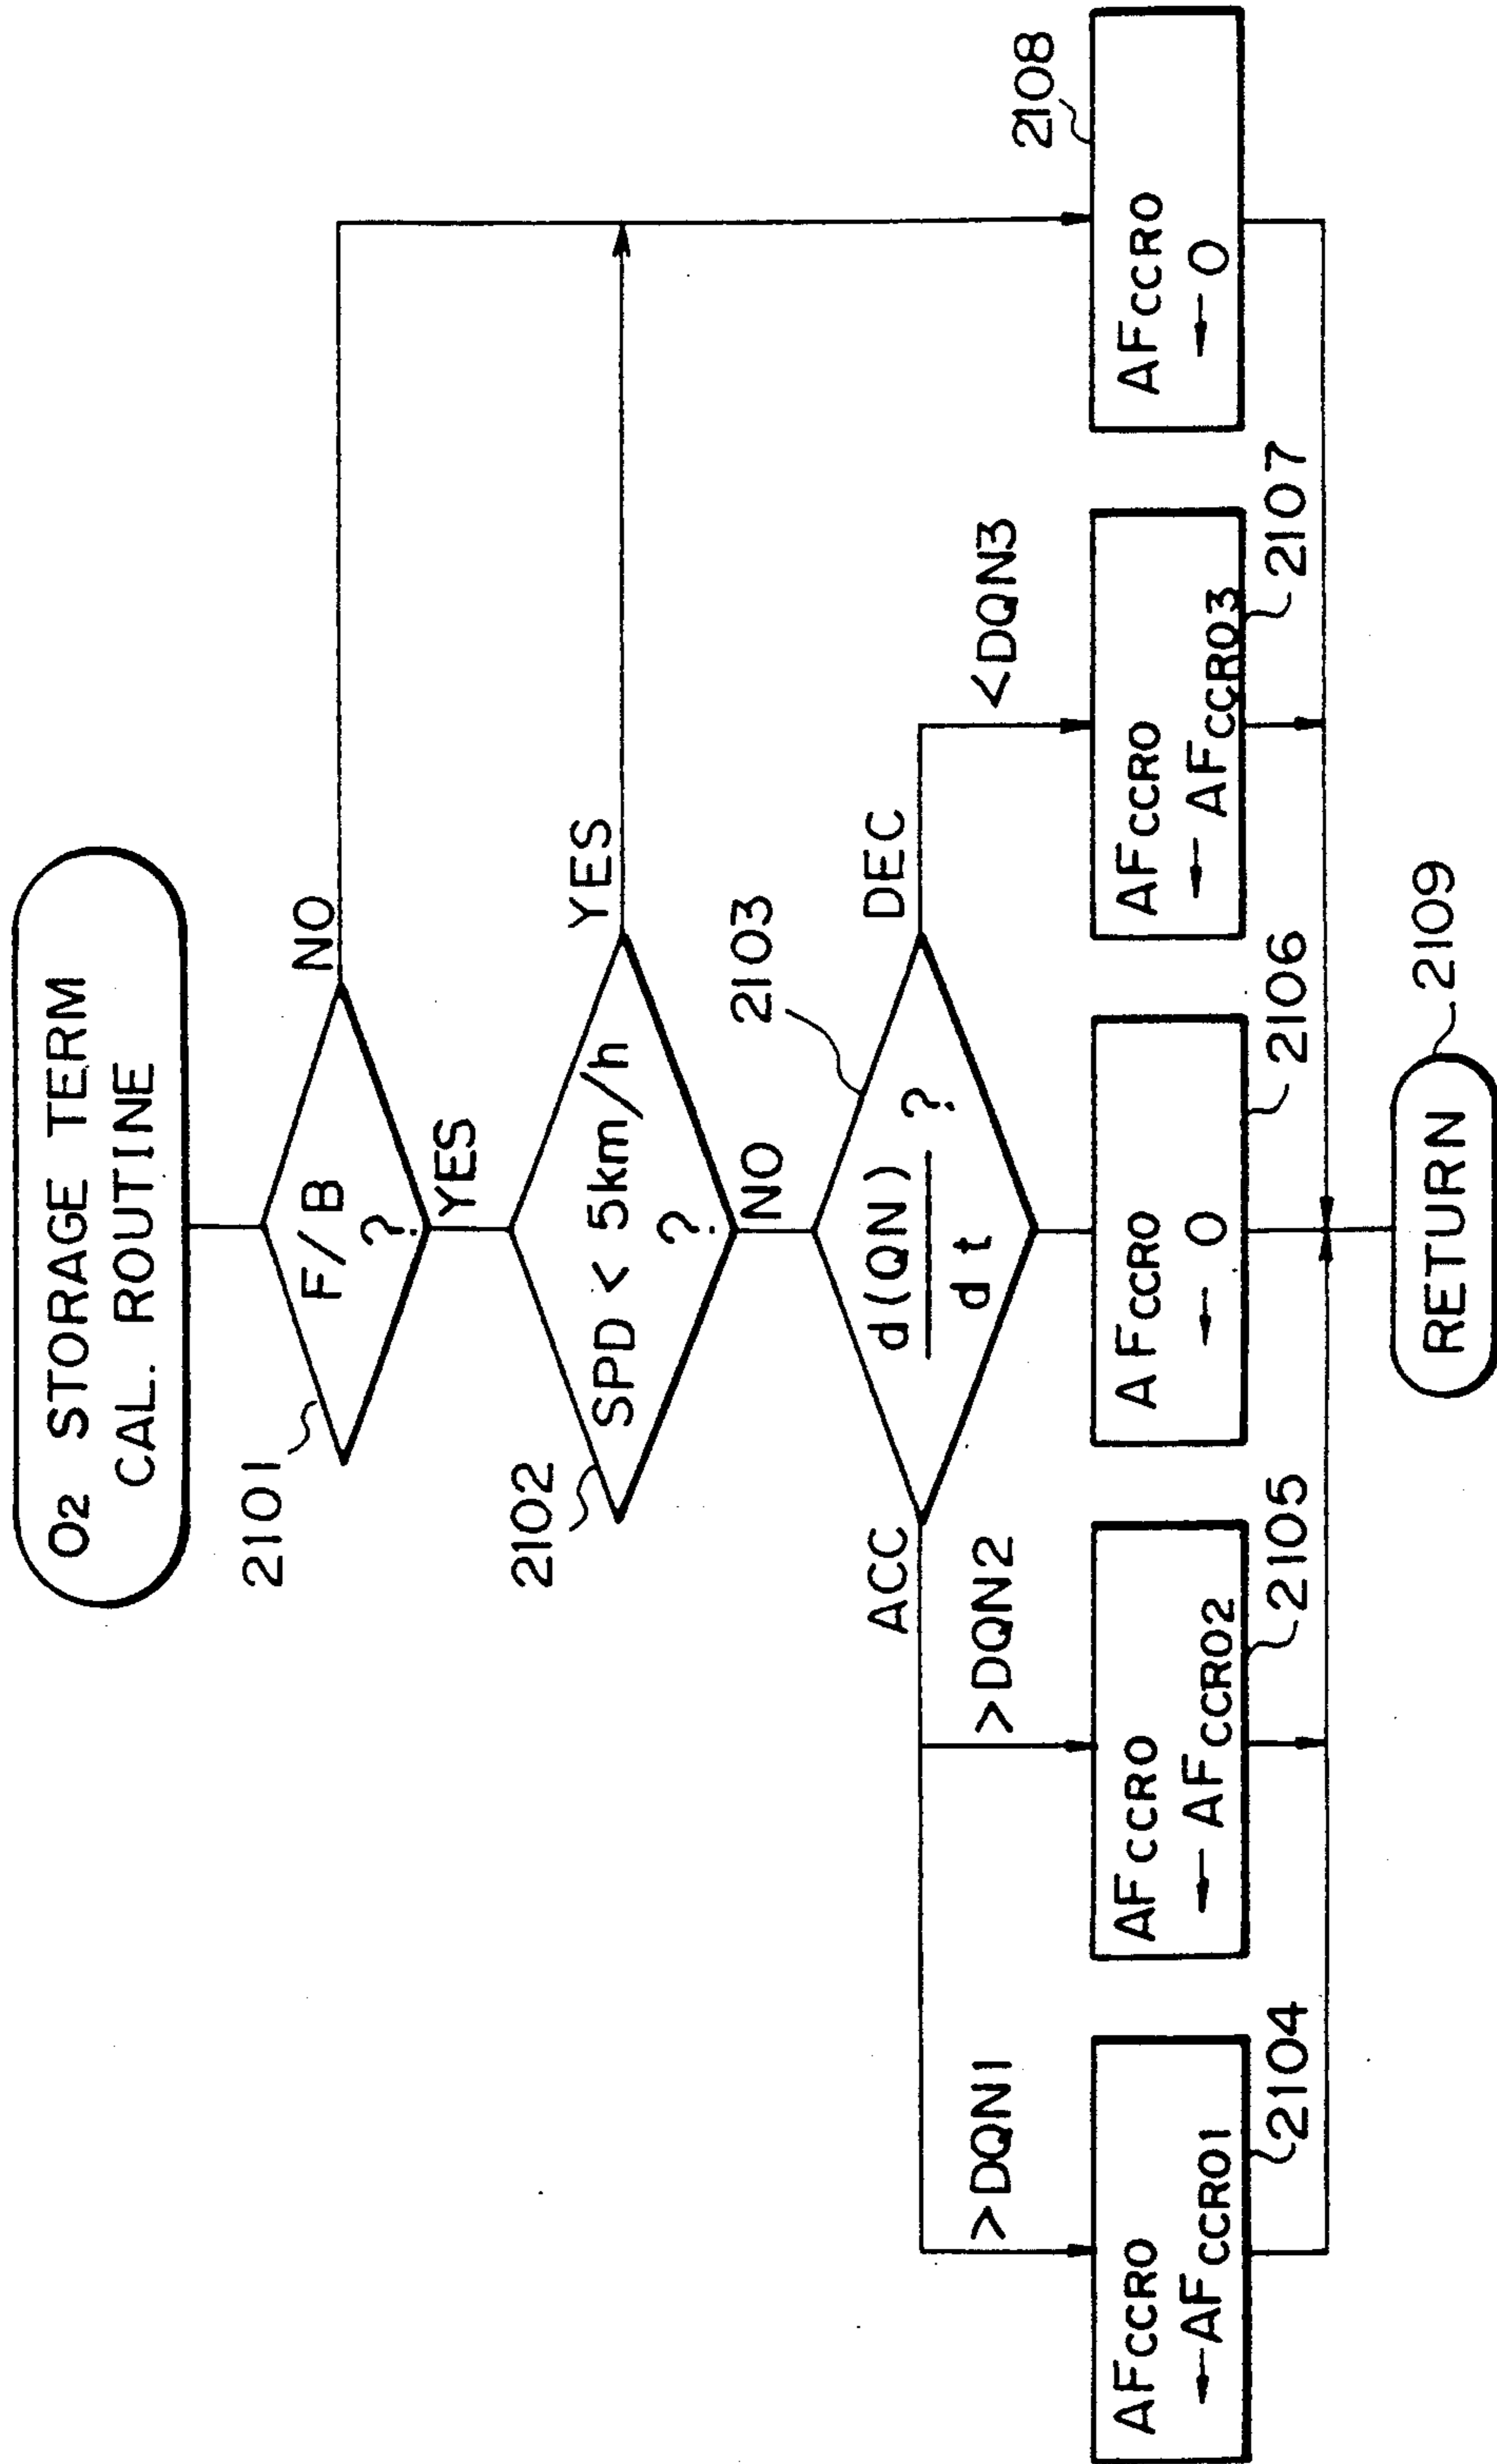 O2 STORAGE TERM
CAL. ROUTINE
2101
F/B
?
NO
YES
2102
SPD < 5km/h
?
YES
NO
2103
d(QN)
dt
?
ACC
DEC
>DQN1
>DQN2
<DQN3
AFCCRO
← AFCCRO1
2104
AFCCRO
← AFCCRO2
2105
AFCCRO
← 0
2106
AFCCRO
← AFCCRO3
2107
AFCCRO
← 0
2108
RETURN
2109